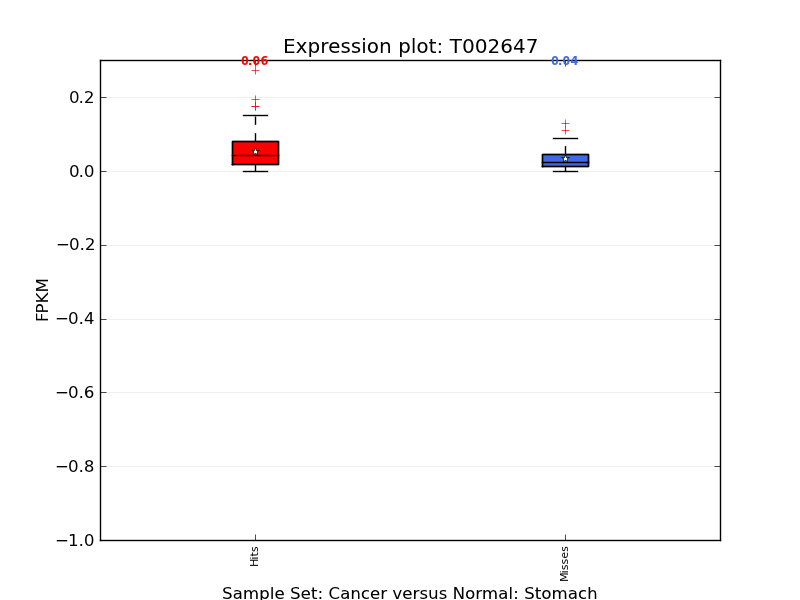 Expression plot: T002647
0.06
0.04
0.2
0.0
−0.2
−0.4
−0.6
−0.8
−1.0
FPKM
Hits
Misses
Sample Set: Cancer versus Normal: Stomach